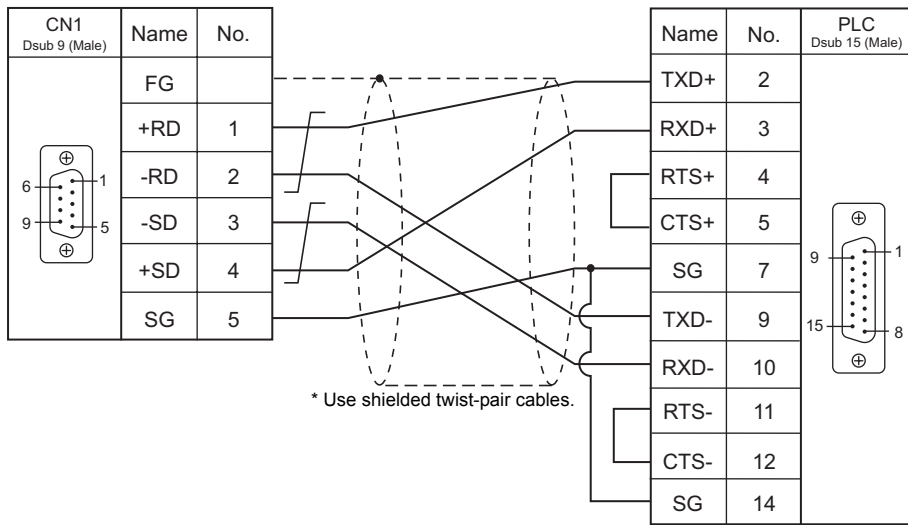 CN1
Dsub 9 (Male)
Name No.
FG
+RD 1
-RD 2
-SD 3
+SD 4
SG 5
6
1
9
5
* Use shielded twist-pair cables.
Name No.
PLC
Dsub 15 (Male)
TXD+ 2
RXD+ 3
RTS+ 4
CTS+ 5
SG 7
TXD- 9
RXD- 10
RTS- 11
CTS- 12
SG 14
9
1
15
8